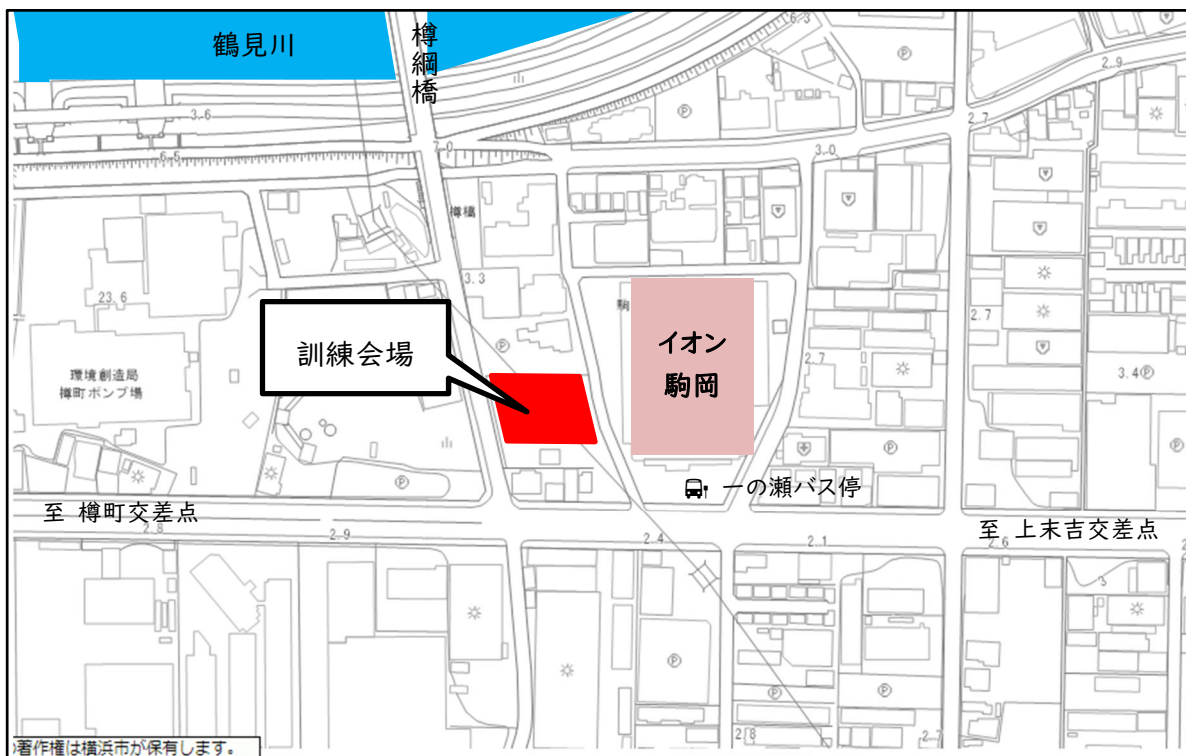 鶴見川
樽綱橋
6.3
2.9
3.6
2.7
7.0
3.0
6.5
樽橋
3.3
23.6
駒
2.7
イオン
駒岡
訓練会場
2.7
3.4
環境創造局
樽町ポンプ場
一の瀬バス停
至 樽町交差点
至 上末吉交差点
2.8
2.9
2.4
2.1
2.6
2.8
2.7
著作権は横浜市が保有します。